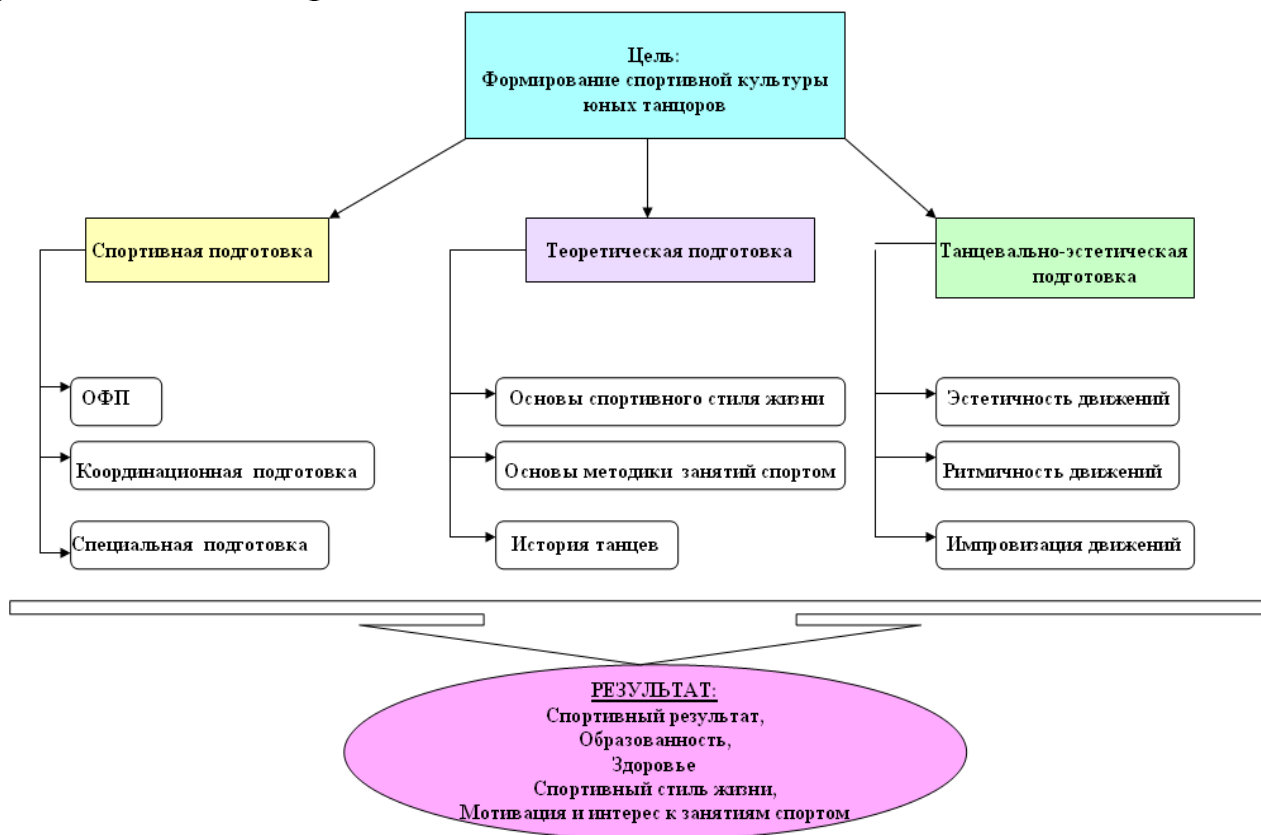 Цель:
Формирование спортивной культуры
юных танцоров
Спортивная подготовка
Теоретическая подготовка
Танцевально-эстетическая
подготовка
ОФП
Координационная подготовка
Специальная подготовка
Основы спортивного стиля жизни
Основы методики занятий спортом
История танцев
Эстетичность движений
Ритмичность движений
Импровизация движений
РЕЗУЛЬТАТ:
Спортивный результат,
Образованность,
Здоровье
Спортивный стиль жизни,
Мотивация и интерес к занятиям спортом